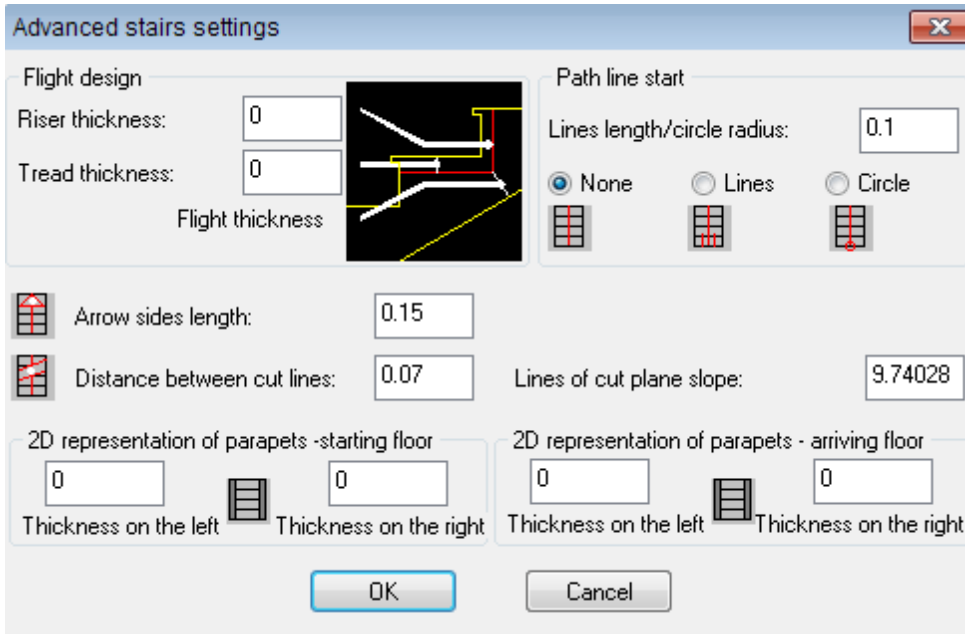 Advanced stairs settings
Flight design
Riser thickness: 0
Tread thickness: 0
Flight thickness
Path line start
Lines length/circle radius: 0.1
None Lines Circle
Arrow sides length: 0.15
Distance between cut lines: 0.07 Lines of cut plane slope: 9.74028
2D representation of parapets -starting floor
0 0
Thickness on the left Thickness on the right
2D representation of parapets - arriving floor
0 0
Thickness on the left Thickness on the right
OK Cancel